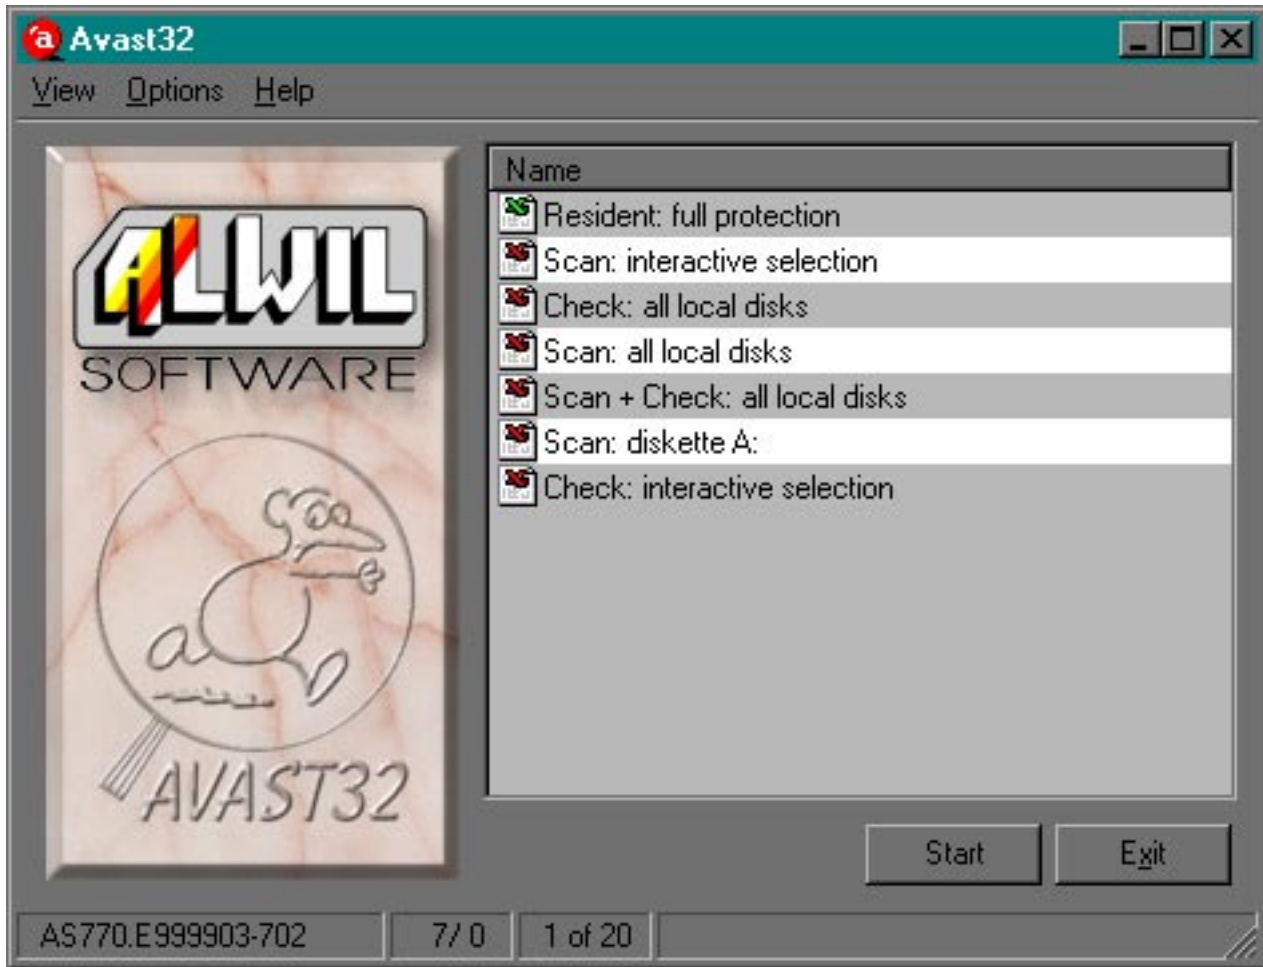 Avast32
View Options Help
ALWIL
SOFTWARE
AVAST32
Name
Resident: full protection
Scan: interactive selection
Check: all local disks
Scan: all local disks
Scan + Check: all local disks
Scan: diskette A:
Check: interactive selection
Start Exit
AS770.E999903-702 7/ 0 1 of 20